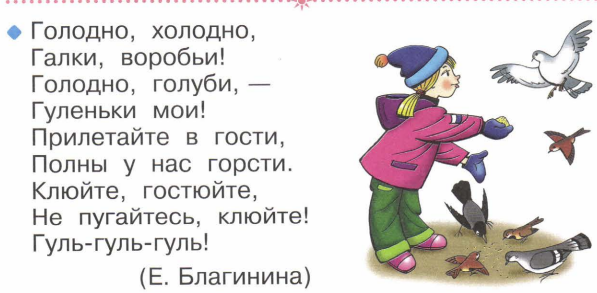 Голодно, холодно,
Галки, воробьи!
Голодно, голуби, —
Гуленьки мои!
Прилетайте в гости,
Полны у нас горсти.
Клюйте, гостюйте,
Не пугайтесь, клюйте!
Гуль-гуль-гуль!
(Е. Благинина)